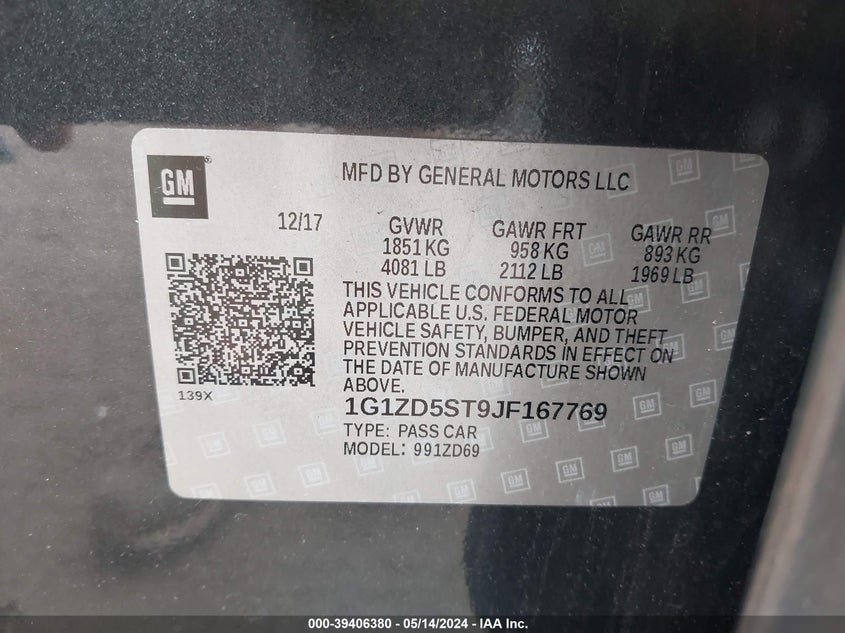 GM
MFD BY GENERAL MOTORS LLC
12/17
GVWR GAWR FRT GAWR RR
1851 KG 958 KG 893 KG
4081 LB 2112 LB 1969 LB
THIS VEHICLE CONFORMS TO ALL
APPLICABLE U.S. FEDERAL MOTOR
VEHICLE SAFETY, BUMPER, AND THEFT
PREVENTION STANDARDS IN EFFECT ON
THE DATE OF MANUFACTURE SHOWN
ABOVE.
139X
1G1ZD5ST9JF167769
TYPE: PASS CAR
MODEL: 991ZD69
000-39406380 - 05/14/2024 - IAA Inc.